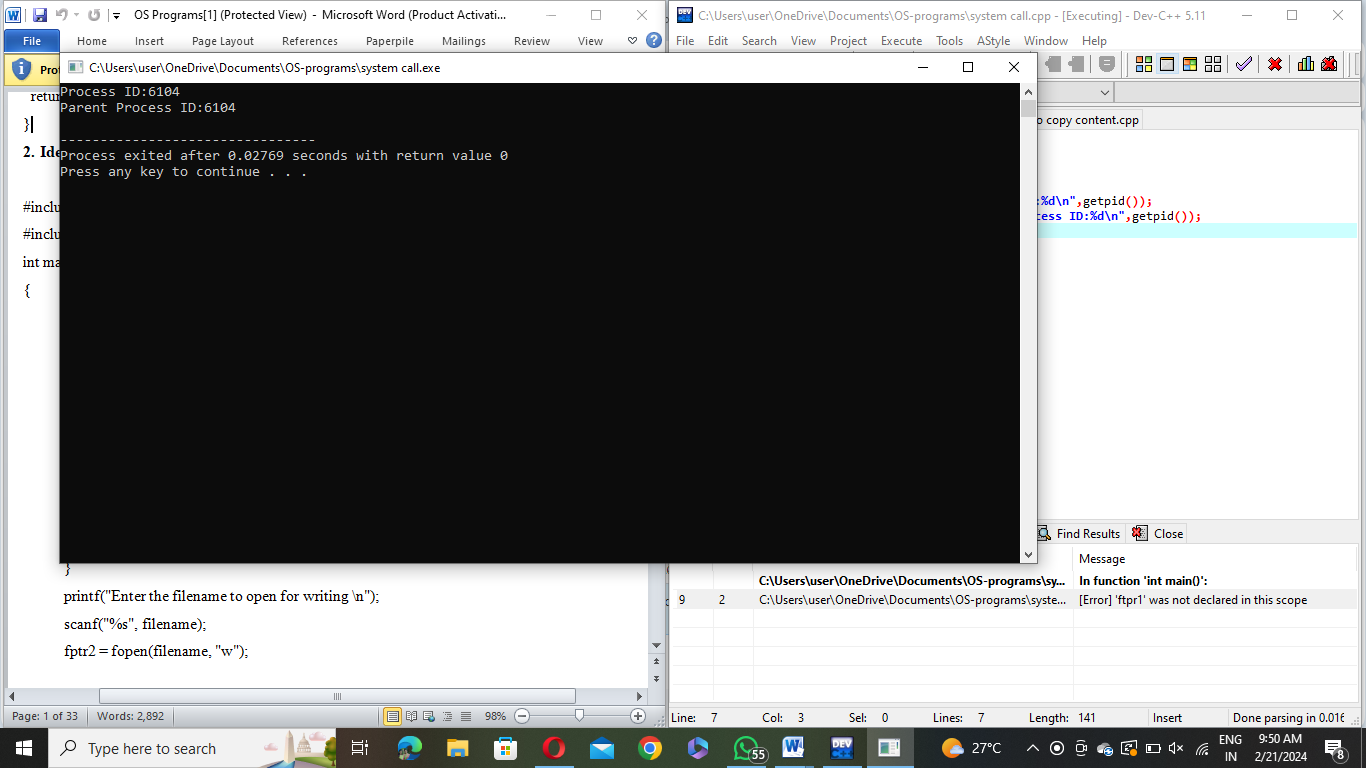 OS Programs[1] (Protected View) - Microsoft Word (Product Activati...
File Home Insert Page Layout References Paperpile Mailings Review View
C:\Users\user\OneDrive\Documents\OS-programs\system call.cpp - [Executing] - Dev-C++ 5.11
File Edit Search View Project Execute Tools AStyle Window Help
C:\Users\user\OneDrive\Documents\OS-programs\system call.exe
Process ID:6104
Parent Process ID:6104
--------------------------------
Process exited after 0.02769 seconds with return value 0
Press any key to continue . . .
}
2.
#inclu
#inclu
int ma
{
copy content.cpp
:%d\n",getpid());
cess ID:%d\n",getpid());
}
printf("Enter the filename to open for writing \n");
scanf("%s", filename);
fptr2 = fopen(filename, "w");
Page: 1 of 33 Words: 2,892 98%
Find Results Close
Message
C:\Users\user\OneDrive\Documents\OS-programs\sy... In function 'int main()':
9 2 C:\Users\user\OneDrive\Documents\OS-programs\syste... [Error] 'ftpr1' was not declared in this scope
Line: 7 Col: 3 Sel: 0 Lines: 7 Length: 141 Insert Done parsing in 0.016
Type here to search
55
DEV
27°C
ENG
IN
9:50 AM
2/21/2024
8